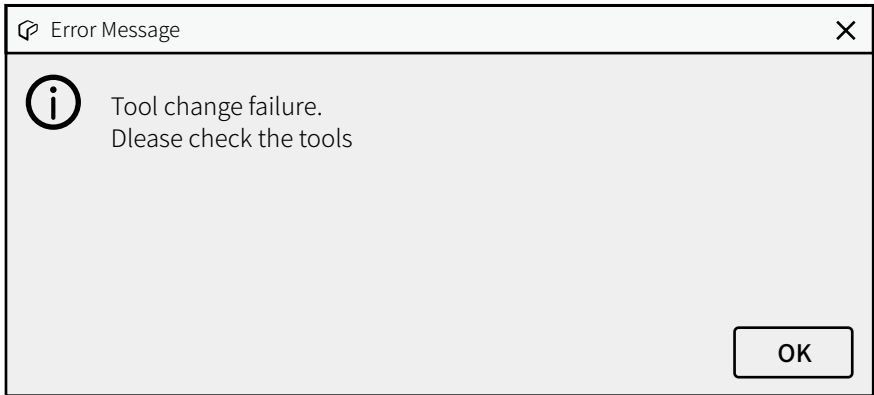 Error Message
Tool change failure.
Dlease check the tools
OK